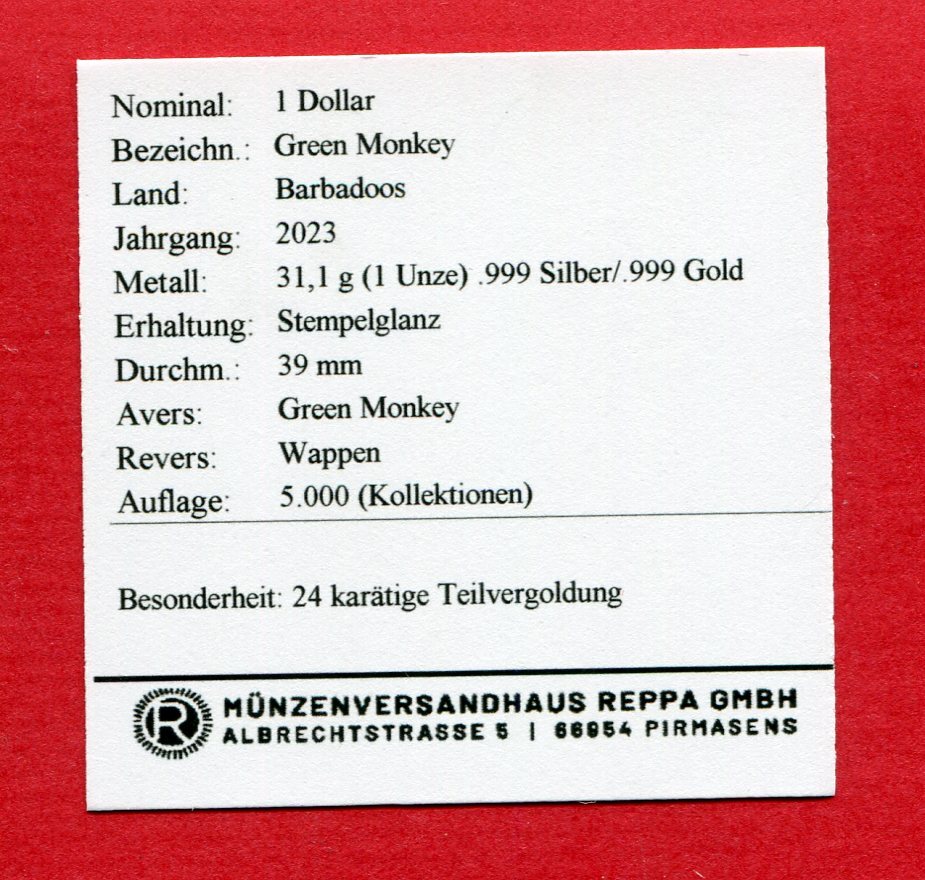 Nominal: 1 Dollar
Bezeichn.: Green Monkey
Land: Barbadoos
Jahrgang: 2023
Metall: 31,1 g (1 Unze) .999 Silber/.999 Gold
Erhaltung: Stempelglanz
Durchm.: 39 mm
Avers: Green Monkey
Revers: Wappen
Auflage: 5.000 (Kollektionen)
Besonderheit: 24 karätige Teilvergoldung
R MÜNZENVERSANDHAUS REPPA GMBH
ALBRECHTSTRASSE 5 | 66954 PIRMASENS